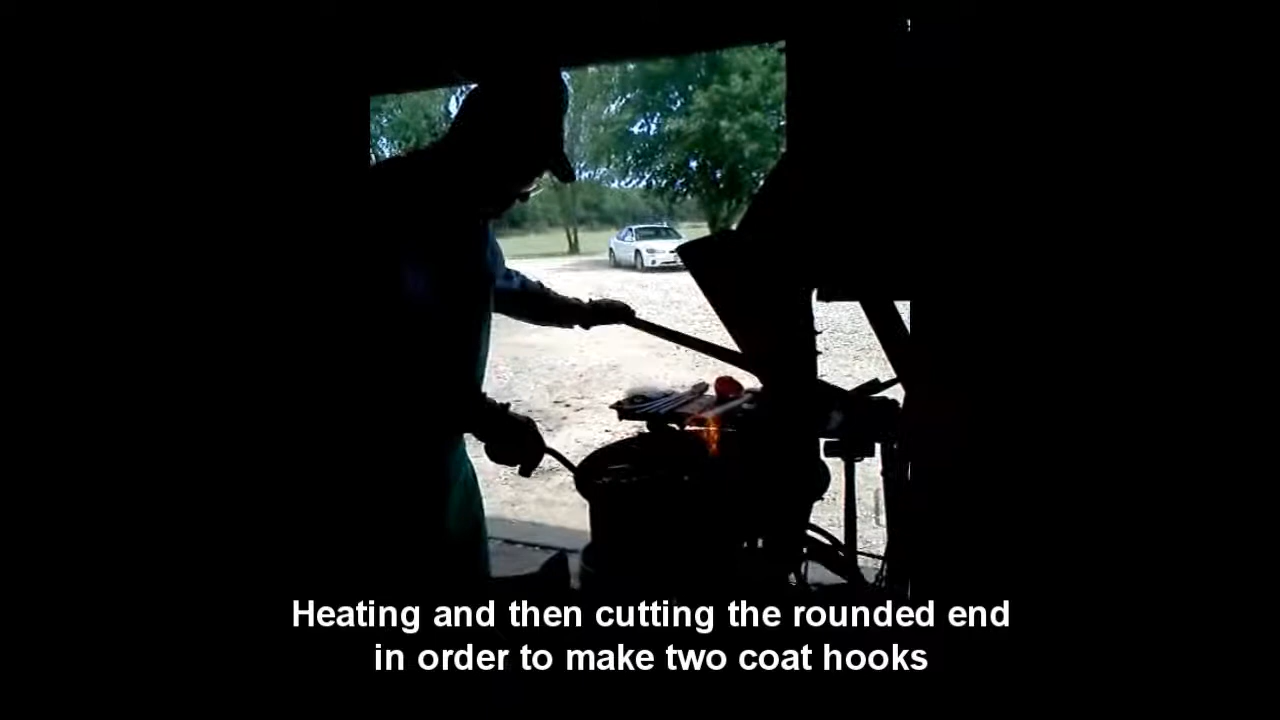 Heating and then cutting the rounded end
in order to make two coat hooks